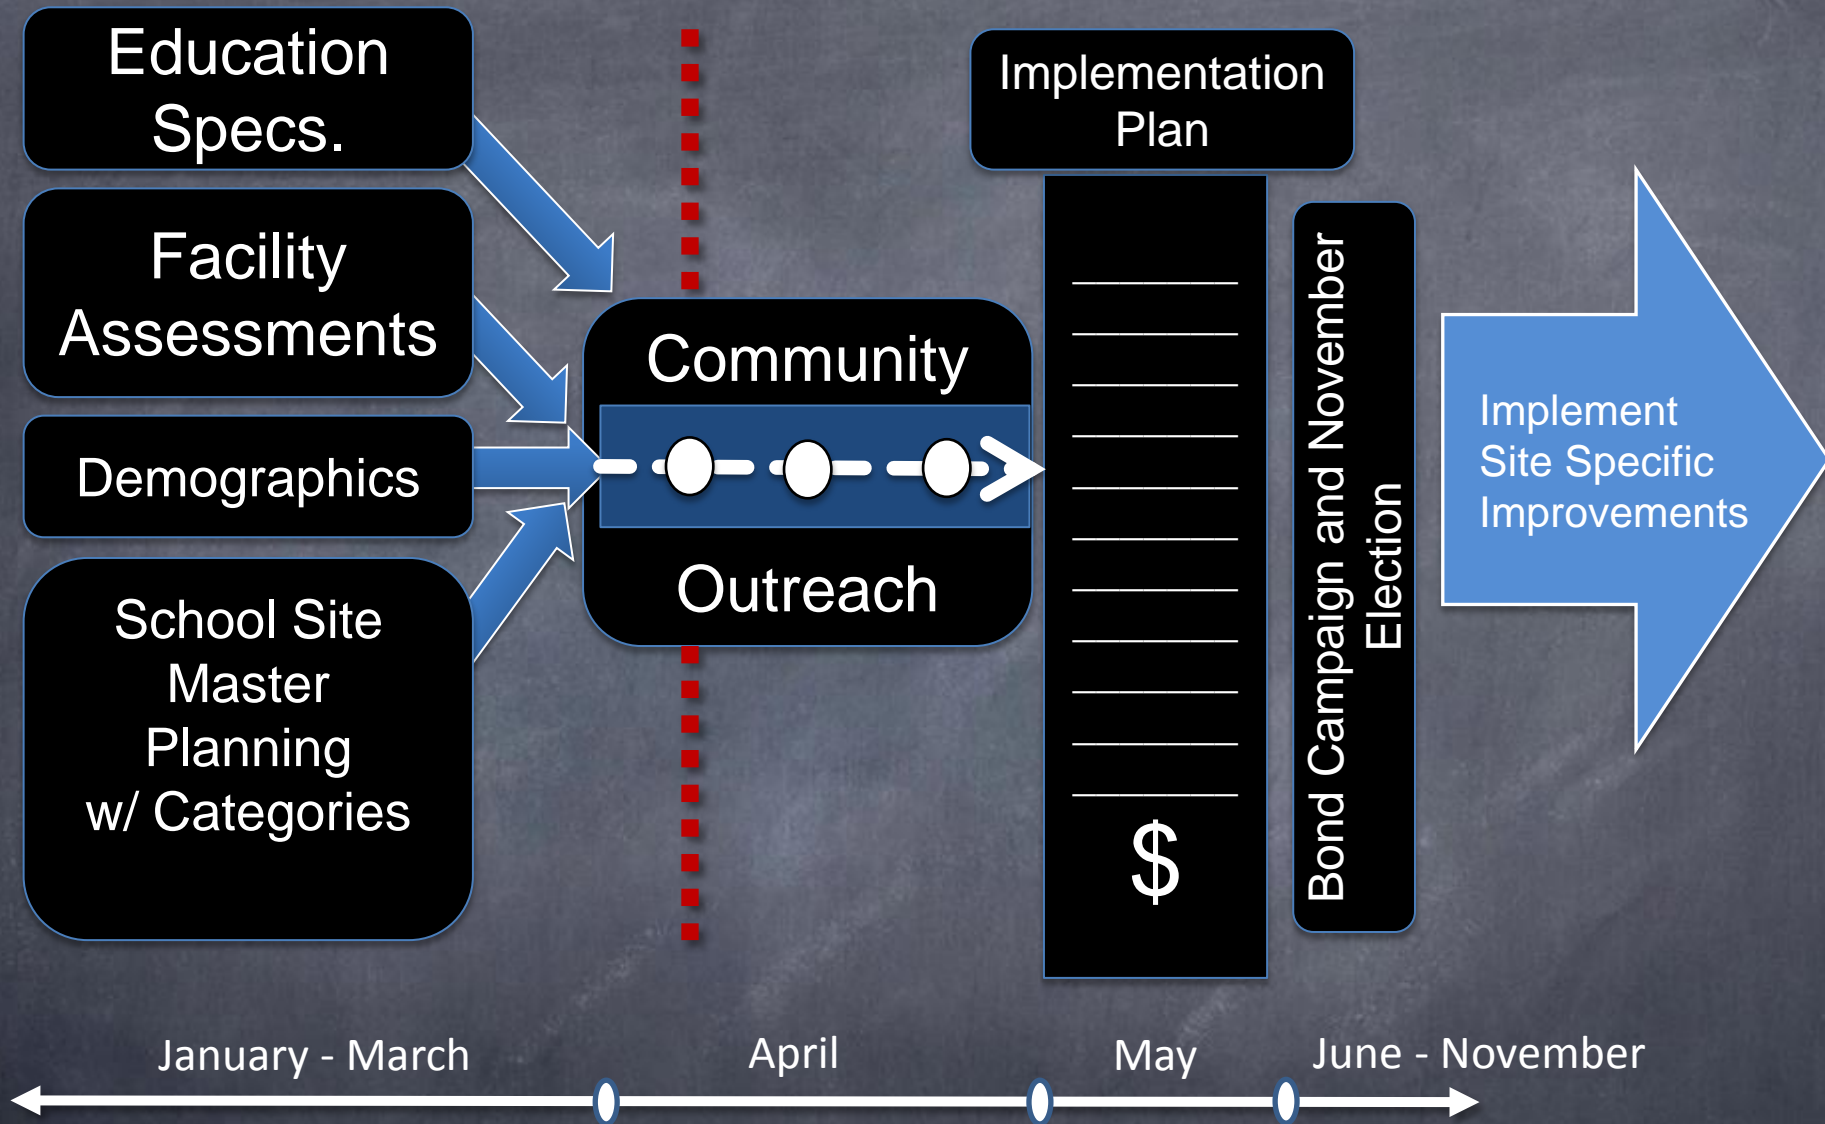 Education
Specs.
Facility
Assessments
Demographics
School Site
Master
Planning
w/ Categories
Community
Outreach
Implementation
Plan
$
Bond Campaign and November
Election
Implement
Site Specific
Improvements
January - March
April
May
June - November